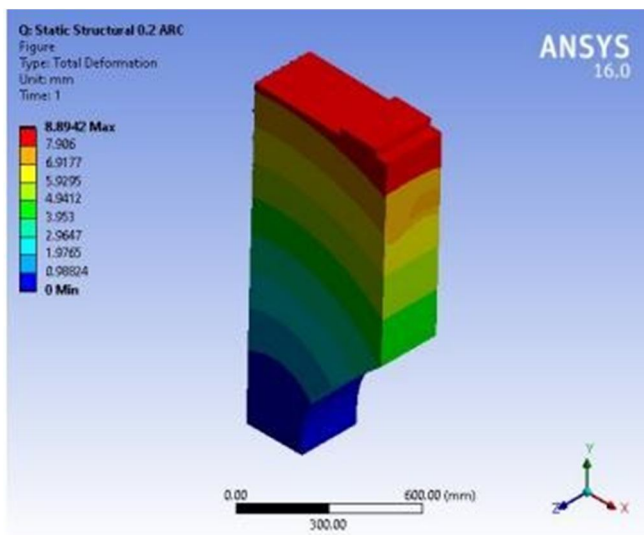 Q: Static Structural 0.2 ARC
Figure
Type: Total Deformation
Unit: mm
Time: 1
8.8942 Max
7.906
6.9177
5.9295
4.9412
3.953
2.9647
1.9765
0.98824
0 Min
ANSYS
16.0
0.00
600.00 (mm)
300.00
Y
Z
X